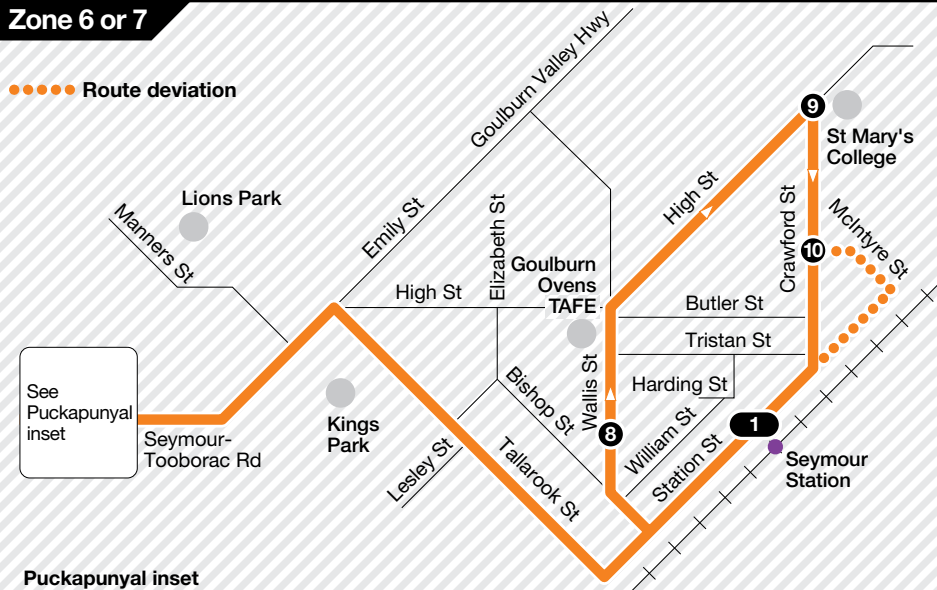 Zone 6 or 7
Route deviation
Goulburn Valley Hwy
9
St Mary's
College
Lions Park
Manners St
Emily St
Elizabeth St
High St
Crawford St
McIntyre St
10
Goulburn
Ovens
TAFE
High St
Butler St
Tristan St
See
Puckapunyal
inset
Seymour-
Tooborac Rd
Kings
Park
Bishop St
Wallis St
Harding St
8
William St
1
Lesley St
Tallarook St
Station St
Seymour
Station
Puckapunyal inset